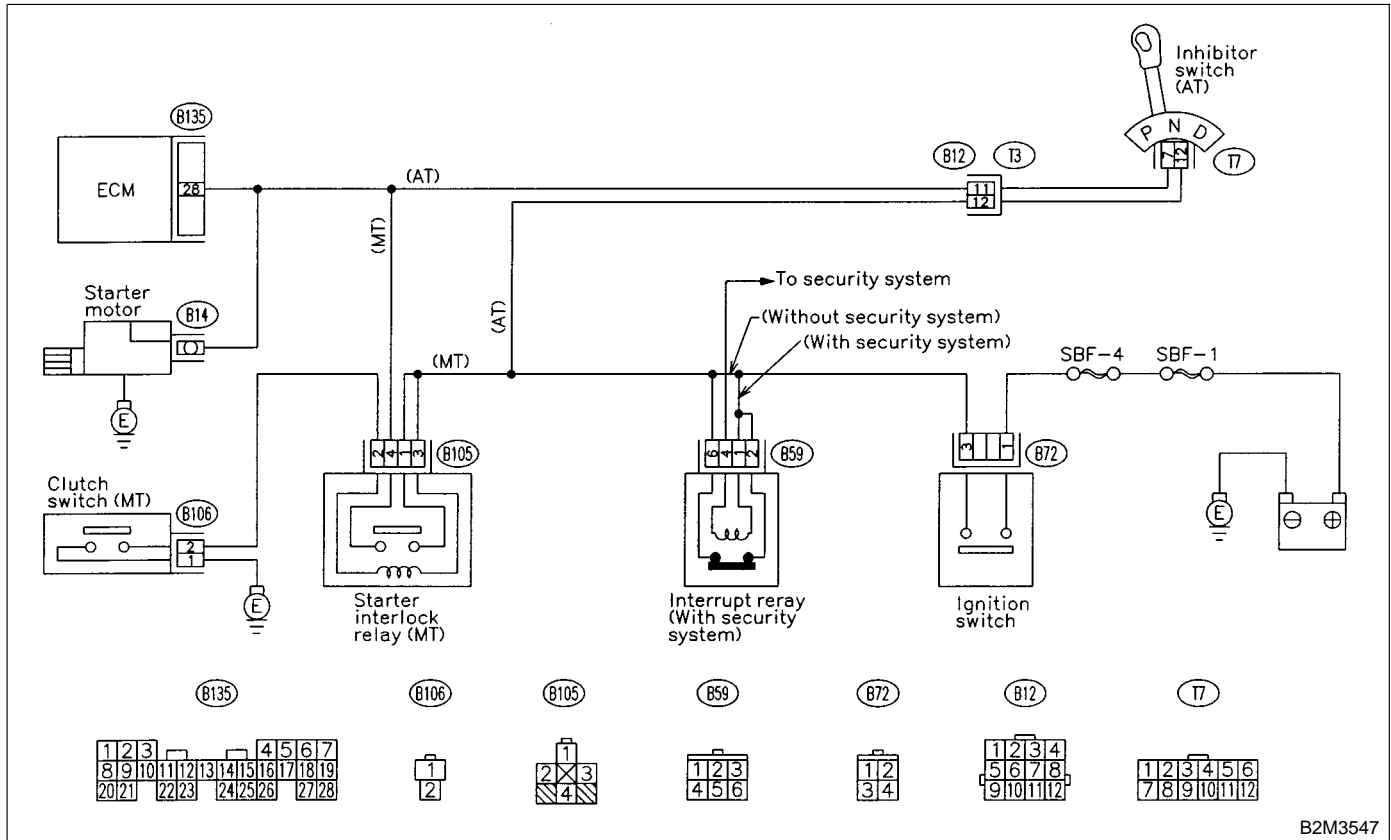 Inhibitor
switch
(AT)
P N D
7 12
T7
B135
ECM
28
(AT)
B12 T3
11
12
(MT)
Starter
motor
B14
E
(AT)
To security system
(Without security system)
(With security system)
(MT)
SBF-4 SBF-1
2 4 1 3
B105
6 4 1 2
B59
3 1
B72
E
⊖ ⊕
Clutch
switch (MT)
B106
2
1
E
Starter
interlock
relay (MT)
Interrupt reray
(With security
system)
Ignition
switch
B135 B106 B105 B59 B72 B12 T7
1 2 3 4 5 6 7
8 9 10 11 12 13 14 15 16 17 18 19
20 21 22 23 24 25 26 27 28
1
2
1
2 3
4
1 2 3
4 5 6
1 2
3 4
1 2 3 4
5 6 7 8
9 10 11 12
1 2 3 4 5 6
7 8 9 10 11 12
B2M3547